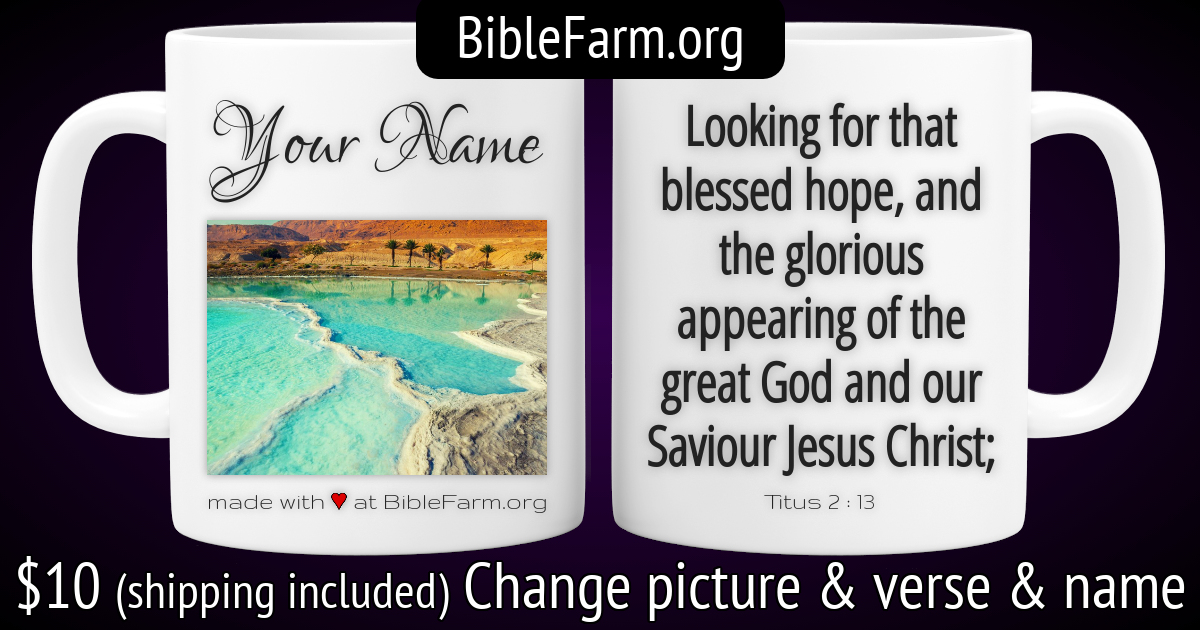 BibleFarm.org
Your Name
made with ♥ at BibleFarm.org
Looking for that
blessed hope, and
the glorious
appearing of the
great God and our
Saviour Jesus Christ;
Titus 2 : 13
$10 (shipping included) Change picture & verse & name